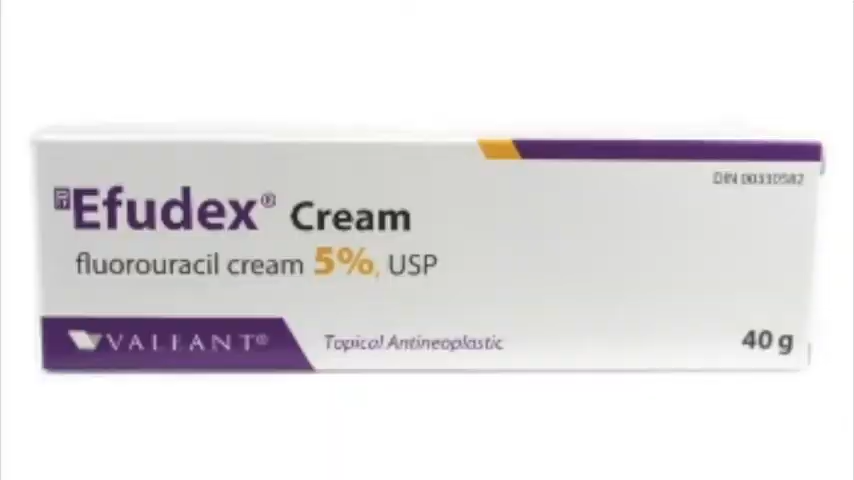 DIN 00330582
Efudex® Cream
fluorouracil cream 5%, USP
VALEANT®
Topical Antineoplastic
40 g